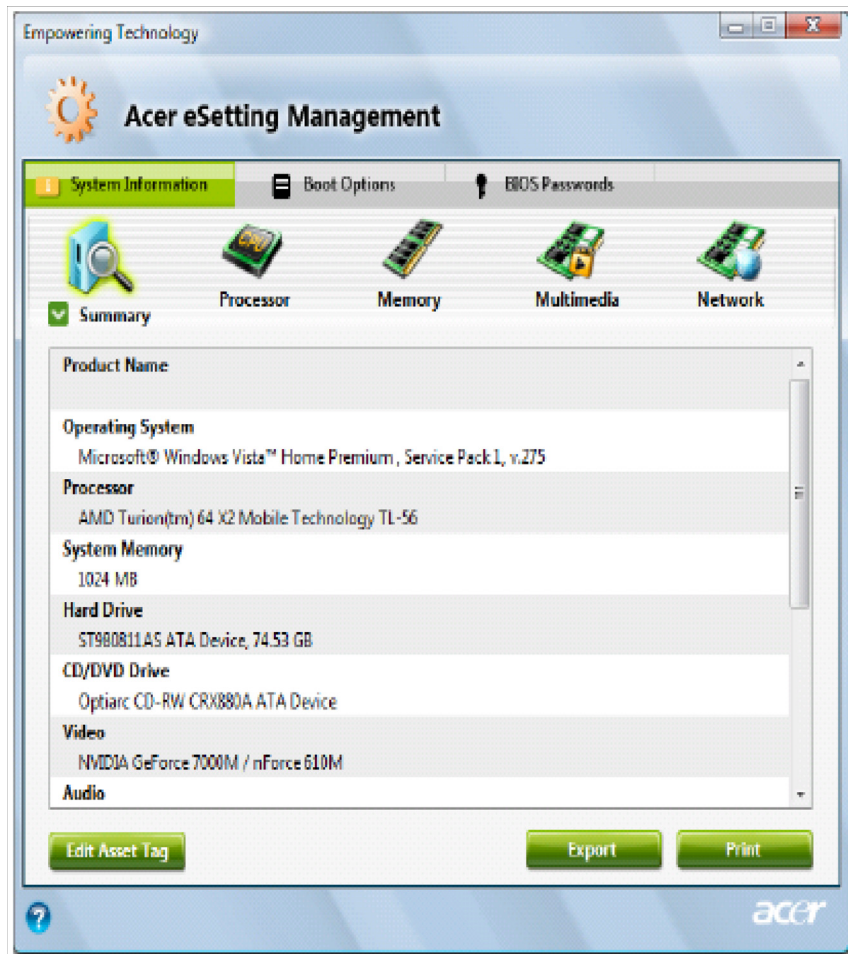 Empowering Technology
Acer eSetting Management
System Information Boot Options BIOS Passwords
Summary Processor Memory Multimedia Network
Product Name
Operating System
Microsoft® Windows Vista™ Home Premium , Service Pack 1, v.275
Processor
AMD Turion(tm) 64 X2 Mobile Technology TL-56
System Memory
1024 MB
Hard Drive
ST980811AS ATA Device, 74.53 GB
CD/DVD Drive
Optiarc CD-RW CRX880A ATA Device
Video
NVIDIA GeForce 7000M / nForce 610M
Audio
Edit Asset Tag Export Print
?
acer